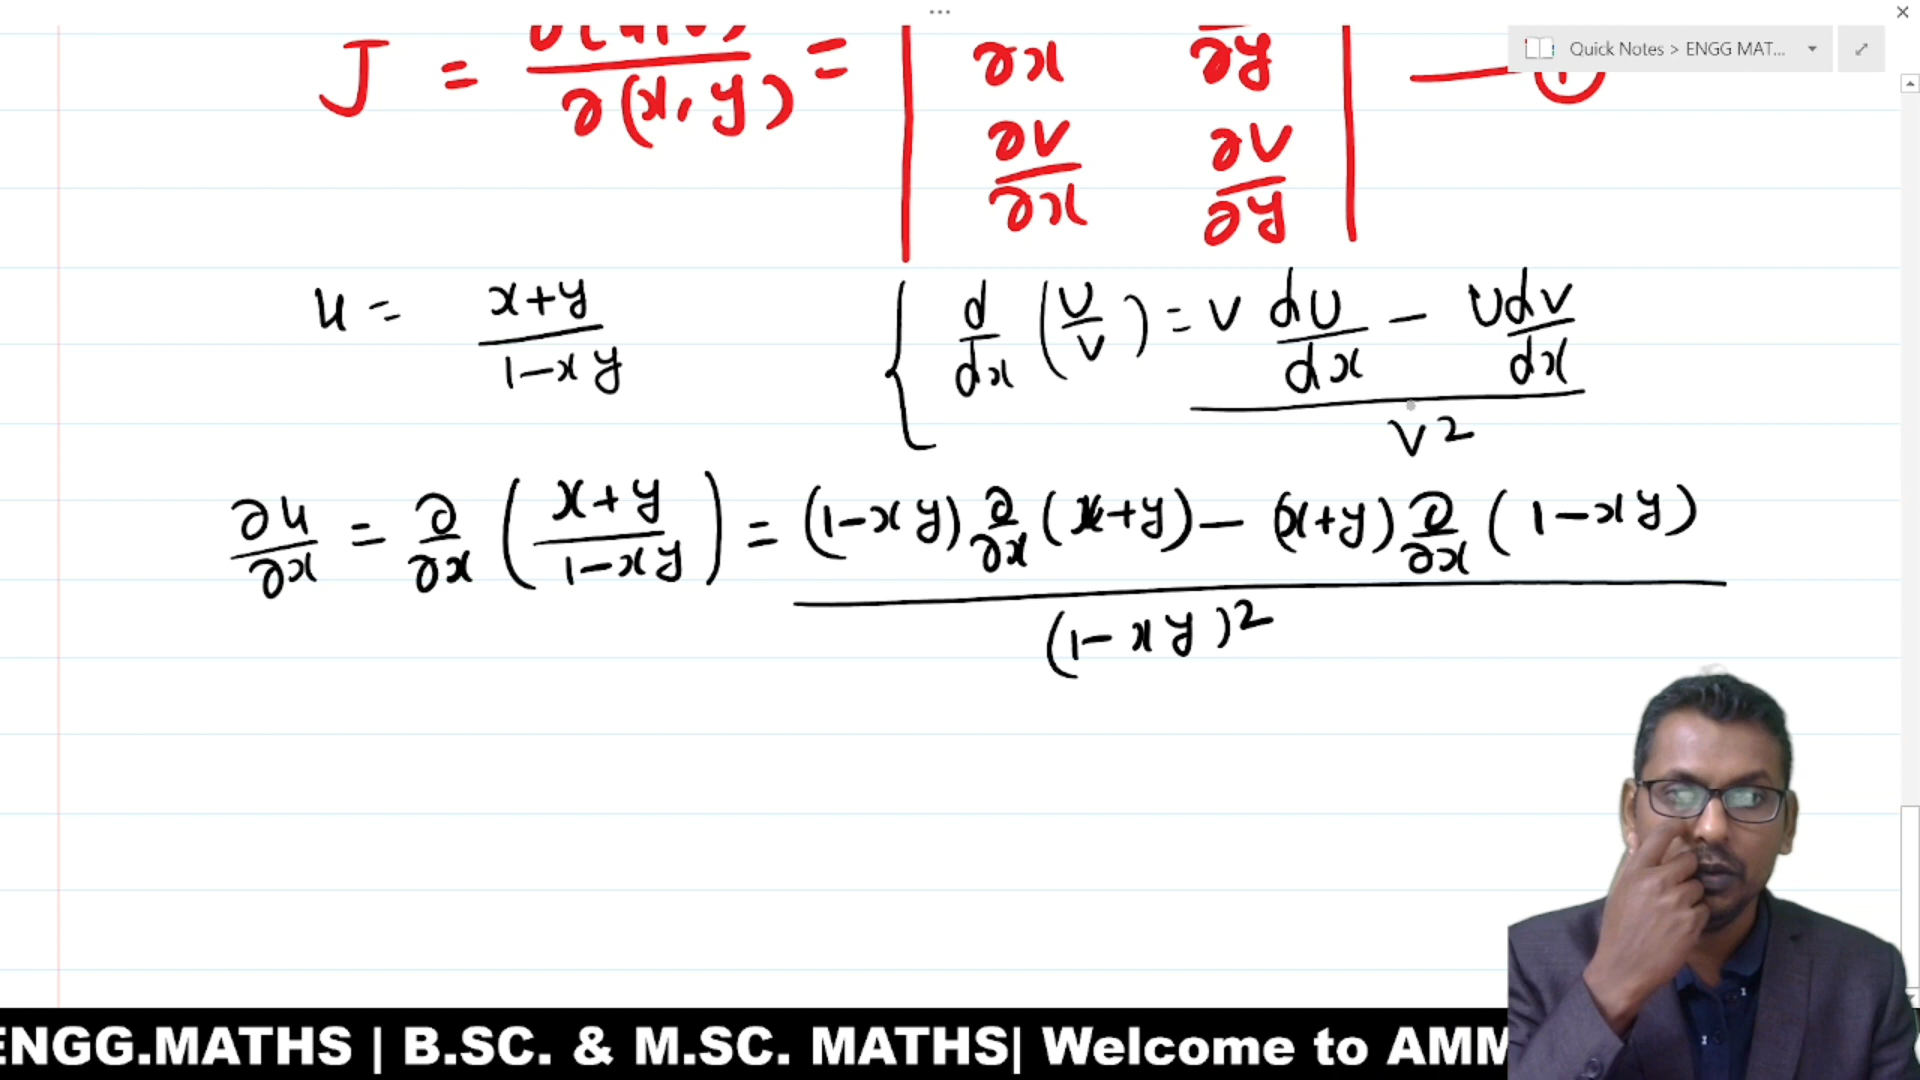 Quick Notes > ENGG MAT...
J = / ∂(x, y) = | ∂x ∂y |
∂v/∂x ∂v/∂y
u = x+y / 1-xy
{ d/dx (U/V) = V dU/dx - U dV/dx / V²
∂u/∂x = ∂/∂x (x+y / 1-xy) = (1-xy) ∂/∂x (x+y) - (x+y) ∂/∂x (1-xy) / (1-xy)²
ENGG.MATHS | B.SC. & M.SC. MATHS| Welcome to AMM